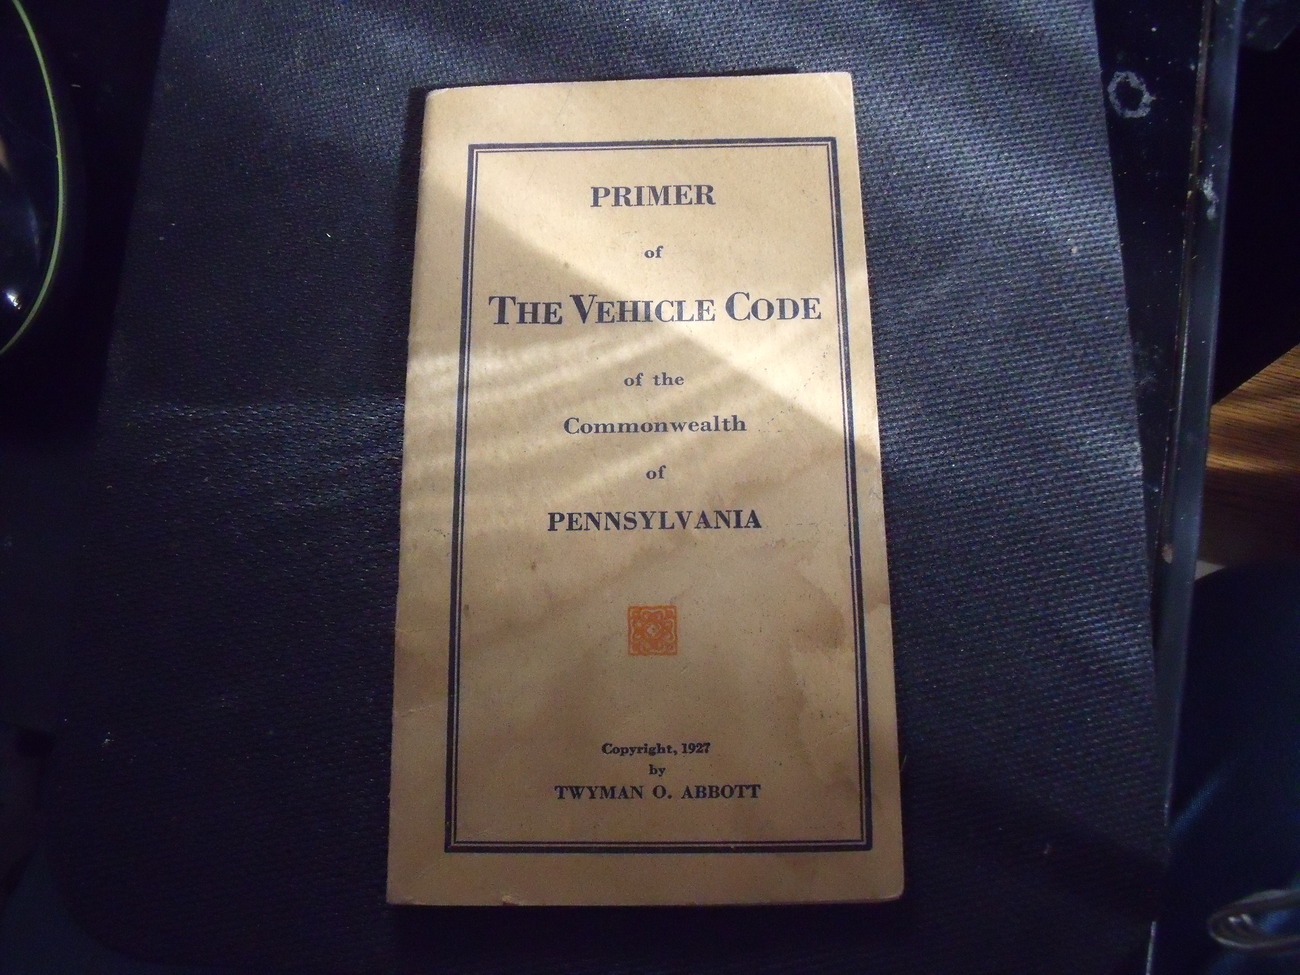 PRIMER
of
THE VEHICLE CODE
of the
Commonwealth
of
PENNSYLVANIA
Copyright, 1927
by
TWYMAN O. ABBOTT